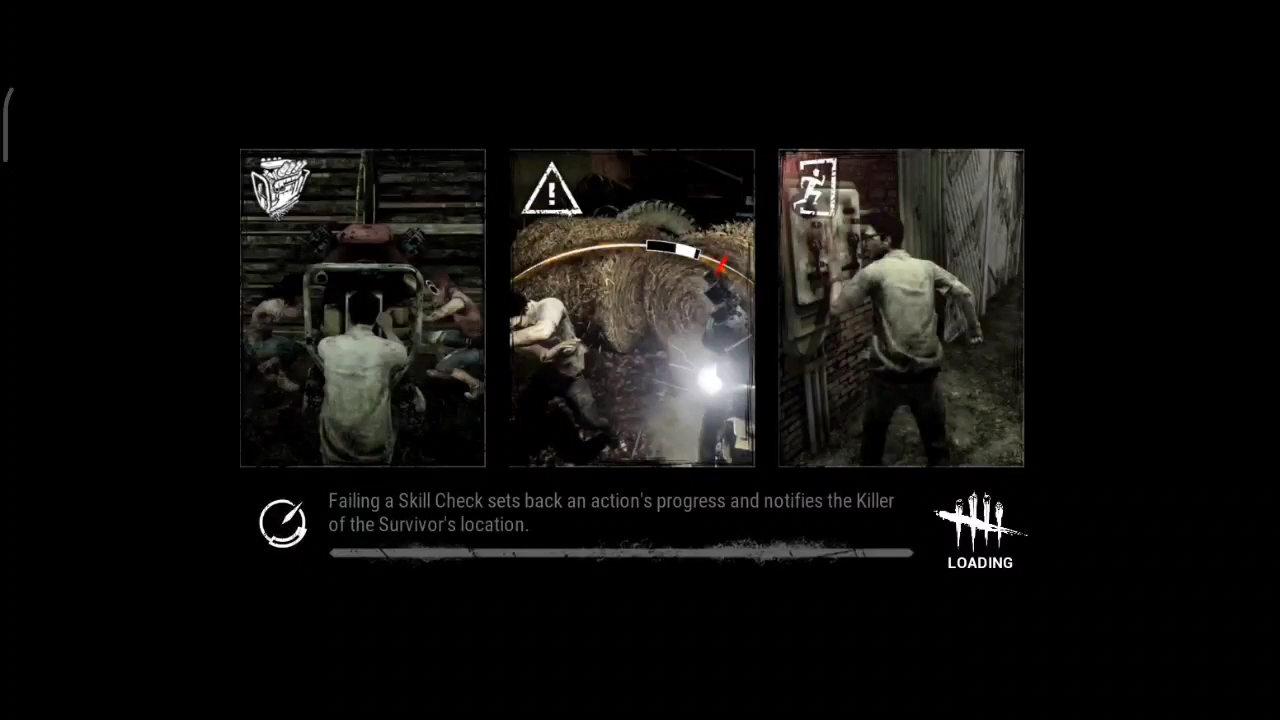 Failing a Skill Check sets back an action's progress and notifies the Killer
of the Survivor's location.
LOADING